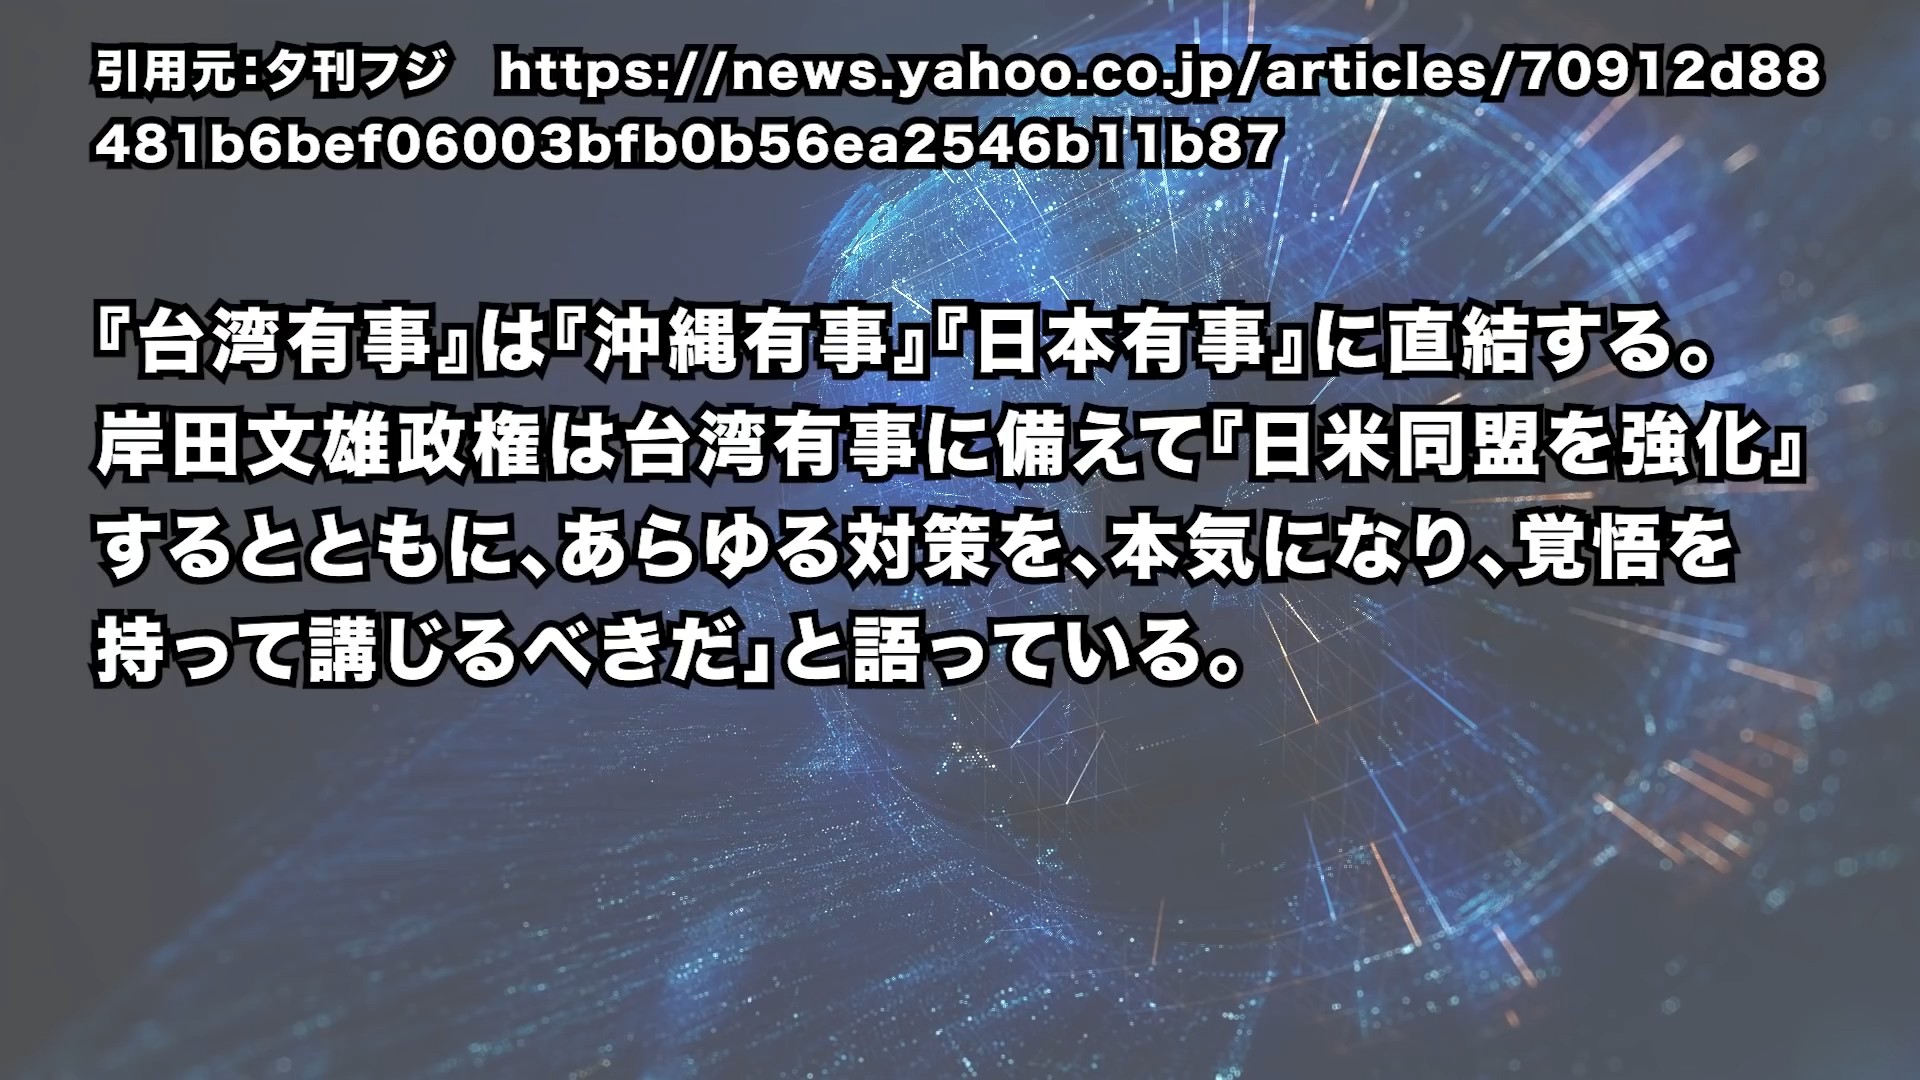 引用元:夕刊フジ　https://news.yahoo.co.jp/articles/70912d88
481b6bef06003bfb0b56ea2546b11b87
『台湾有事』は『沖縄有事』『日本有事』に直結する。
岸田文雄政権は台湾有事に備えて『日米同盟を強化』
するとともに、あらゆる対策を、本気になり、覚悟を
持って講じるべきだ」と語っている。